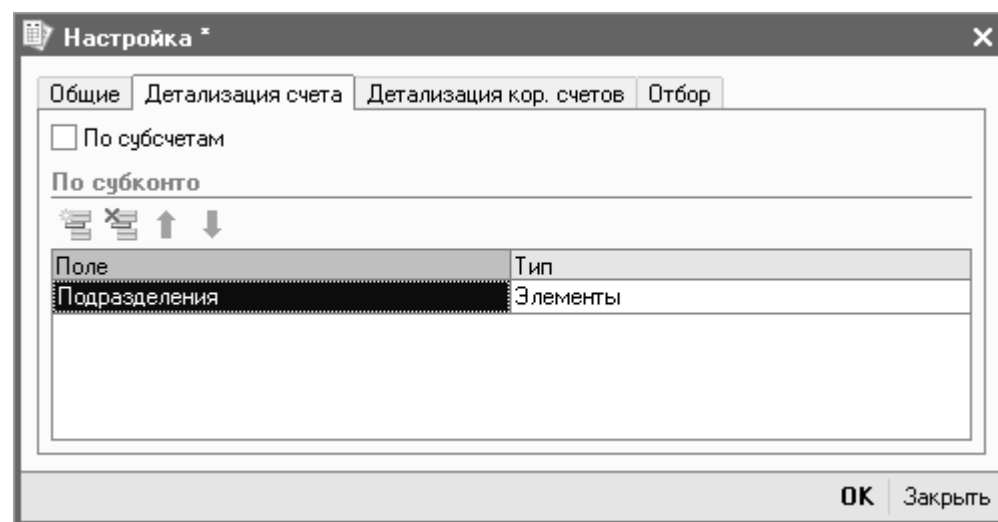 Настройка *
Общие Детализация счета Детализация кор. счетов Отбор
По субсчетам
По субконто
Поле Тип
Подразделения Элементы
OK Закрыть